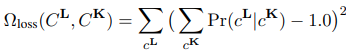 Ω_loss(C^L, C^K) = ∑_{c^L} ( ∑_{c^K} Pr(c^L|c^K) − 1.0)^2